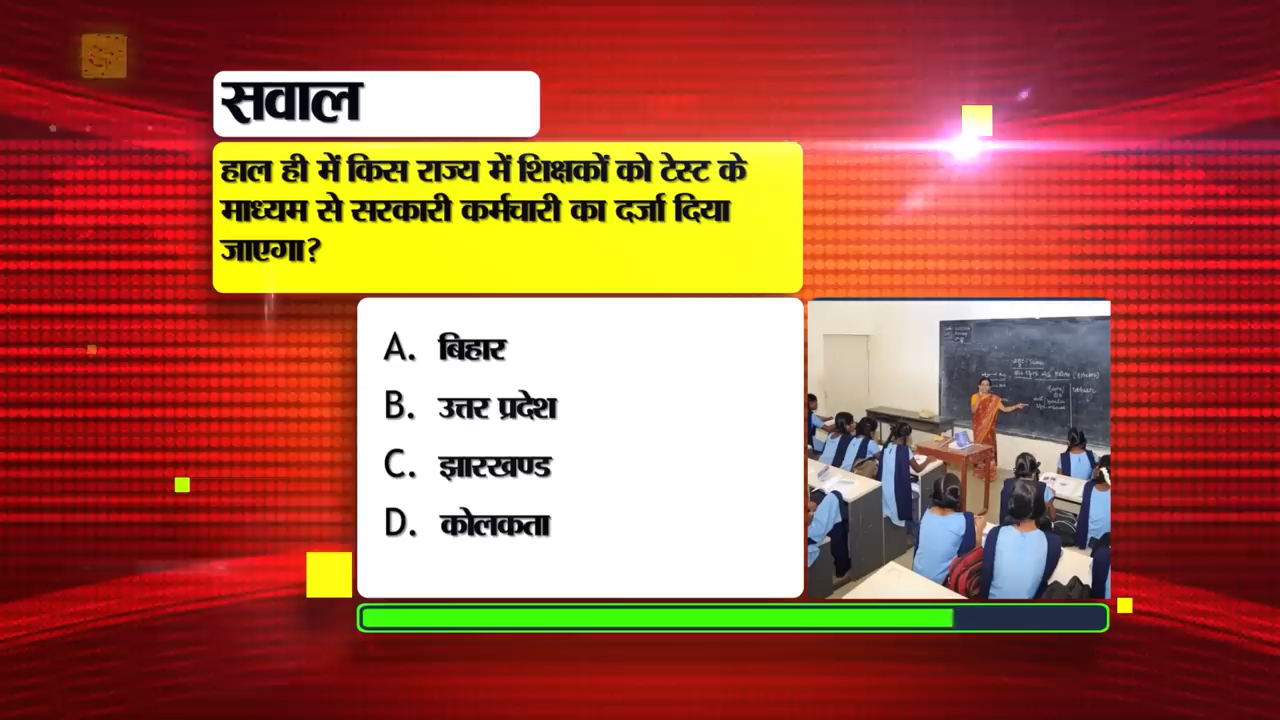 सवाल
हाल ही में किस राज्य में शिक्षकों को टेस्ट के
माध्यम से सरकारी कर्मचारी का दर्जा दिया
जाएगा?
A. बिहार
B. उत्तर प्रदेश
C. झारखण्ड
D. कोलकता